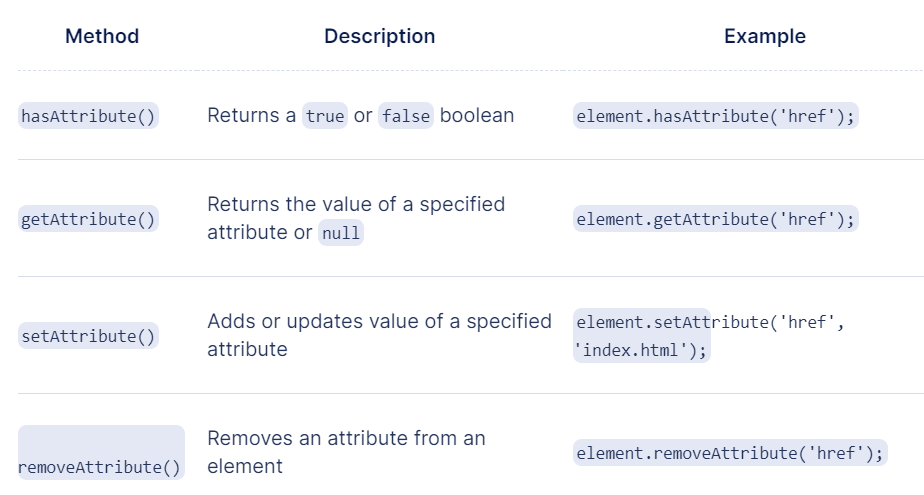 Method Description Example
hasAttribute() Returns a true or false boolean element.hasAttribute('href');
getAttribute() Returns the value of a specified attribute or null element.getAttribute('href');
setAttribute() Adds or updates value of a specified attribute element.setAttribute('href', 'index.html');
removeAttribute() Removes an attribute from an element element.removeAttribute('href');